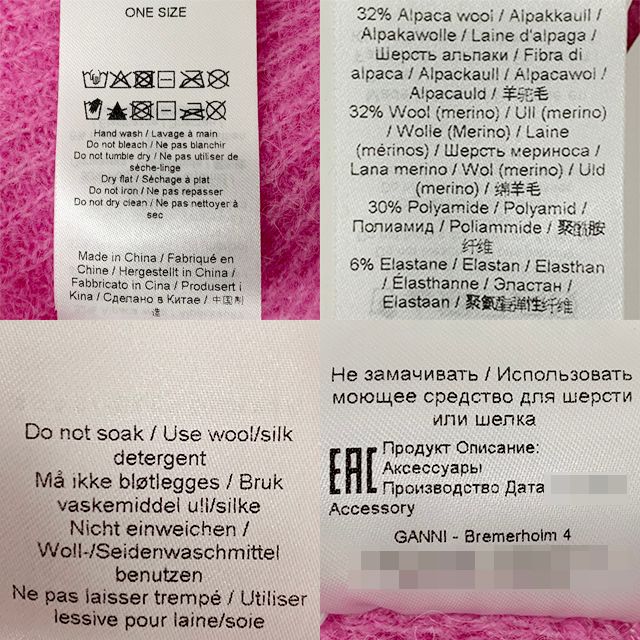 ONE SIZE
Hand wash / Lavage à main
Do not bleach / Ne pas blanchir
Do not tumble dry / Ne pas utiliser de
sèche-linge
Dry flat / Séchage à plat
Do not iron / Ne pas repasser
Do not dry clean / Ne pas nettoyer à
sec
Made in China / Fabriqué en
Chine / Hergestellt in China /
Fabbricato in Cina / Produsert i
Kina / Сделано в Китае / 中国制
造
32% Alpaca wool / Alpakkaull /
Alpakawolle / Laine d'alpaga /
Шерсть альпаки / Fibra di
alpaca / Alpackaull / Alpacawol /
Alpacauld / 羊驼毛
32% Wool (merino) / Ull (merino)
/ Wolle (Merino) / Laine
(mérinos) / Шерсть мериноса /
Lana merino / Wol (merino) / Uld
(merino) / 绵羊毛
30% Polyamide / Polyamid /
Полиамид / Poliammide / 聚酰胺
纤维
6% Elastane / Elastan / Elasthan
/ Élasthanne / Эластан /
Elastaan / 聚氨酯弹性纤维
Do not soak / Use wool/silk
detergent
Må ikke bløtlegges / Bruk
vaskemiddel ull/silke
Nicht einweichen /
Woll-/Seidenwaschmittel
benutzen
Ne pas laisser trempé / Utiliser
lessive pour laine/soie
Не замачивать / Использовать
моющее средство для шерсти
или шелка
EAC Продукт Описание:
Аксессуары
Производство Дата
Accessory
GANNI - Bremerholm 4